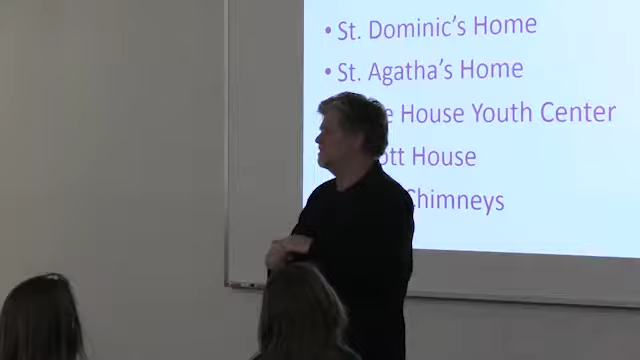 • St. Dominic's Home
• St. Agatha's Home
House Youth Center
House
Chimneys